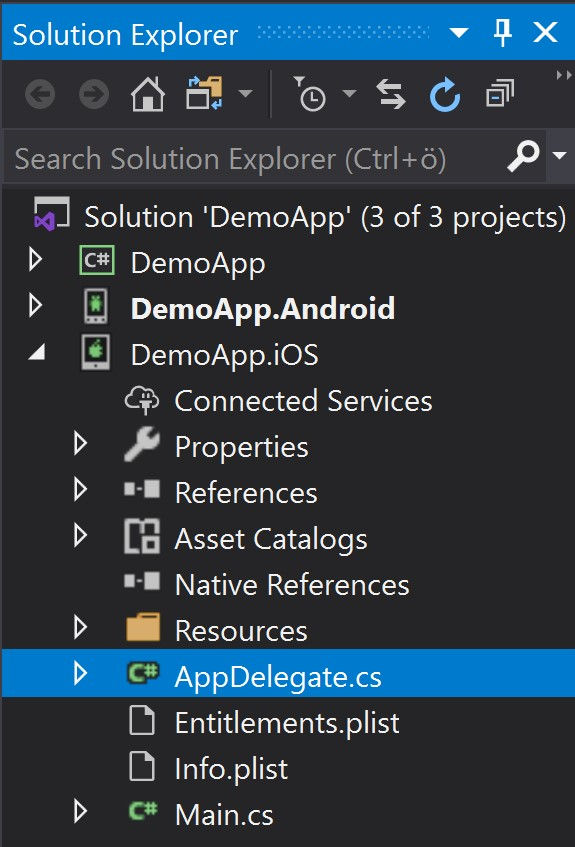 Solution Explorer
Search Solution Explorer (Ctrl+ö)
Solution 'DemoApp' (3 of 3 projects)
C# DemoApp
DemoApp.Android
DemoApp.iOS
Connected Services
Properties
References
Asset Catalogs
Native References
Resources
C# AppDelegate.cs
Entitlements.plist
Info.plist
C# Main.cs